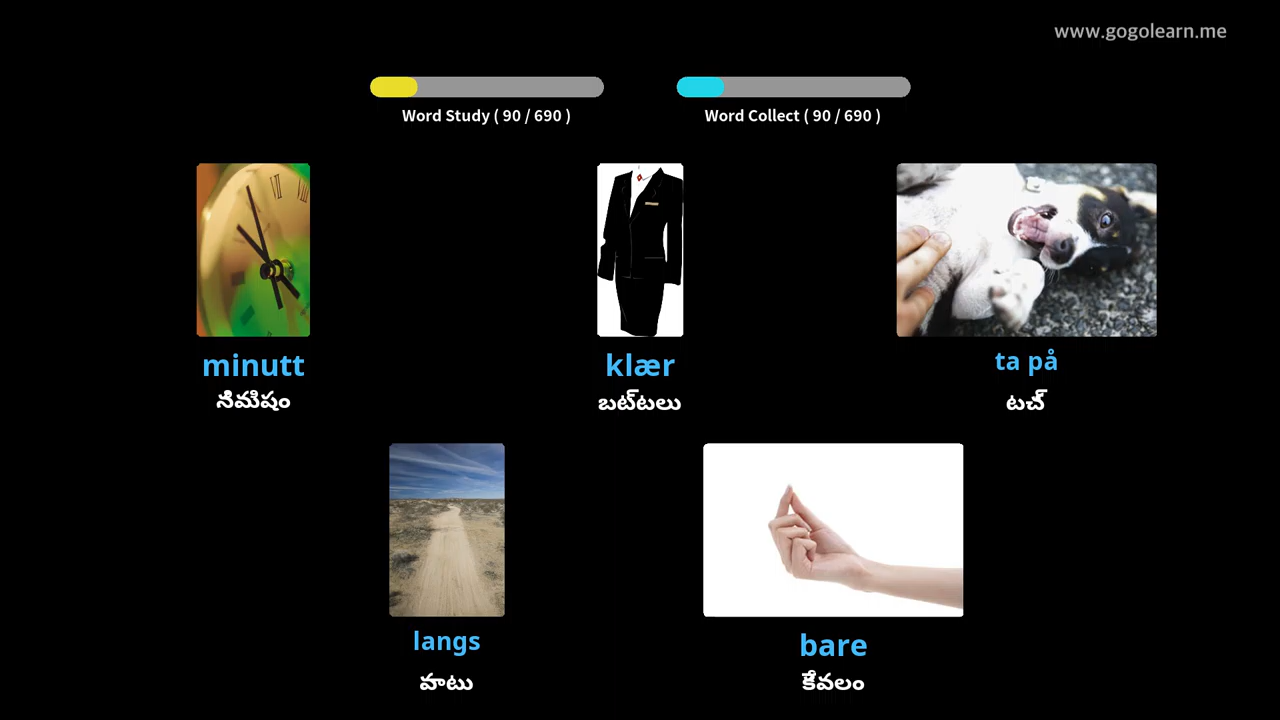 www.gogolearn.me
Word Study ( 90 / 690 )
Word Collect ( 90 / 690 )
minutt
klær
ta på
నిమిషం
బట్టలు
టచ్
langs
bare
వాటు
కేవలం